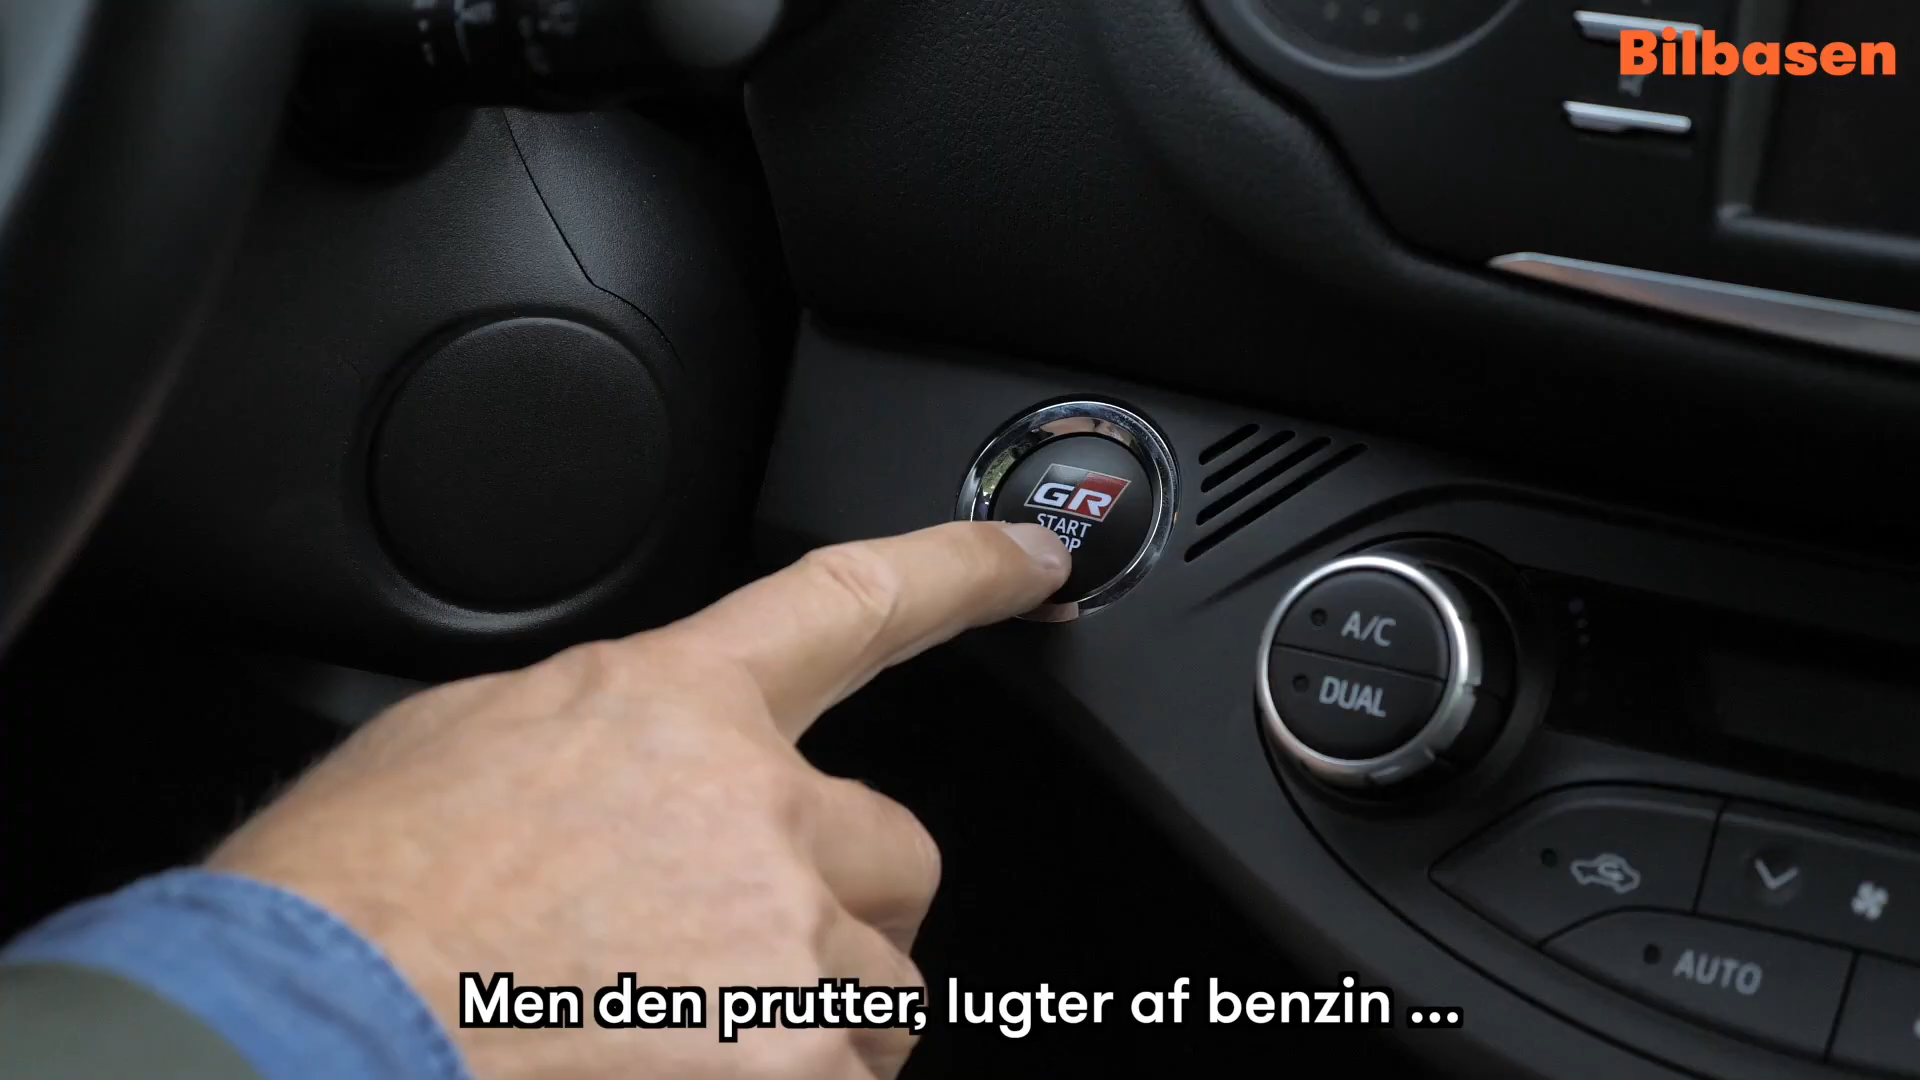 Bilbasen
GR
START
A/C
DUAL
AUTO
Men den prutter, lugter af benzin ...